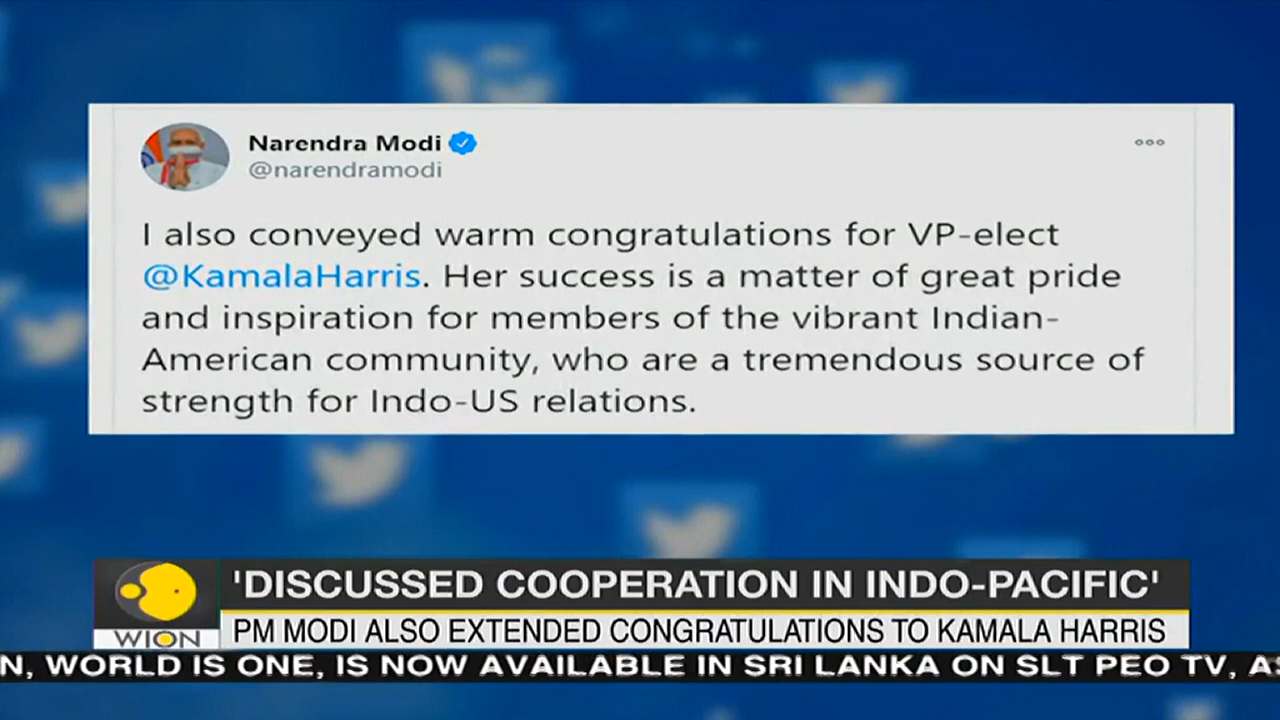 Narendra Modi
@narendramodi
I also conveyed warm congratulations for VP-elect
@KamalaHarris. Her success is a matter of great pride
and inspiration for members of the vibrant Indian-
American community, who are a tremendous source of
strength for Indo-US relations.
'DISCUSSED COOPERATION IN INDO-PACIFIC'
WION
PM MODI ALSO EXTENDED CONGRATULATIONS TO KAMALA HARRIS
N, WORLD IS ONE, IS NOW AVAILABLE IN SRI LANKA ON SLT PEO TV, AS